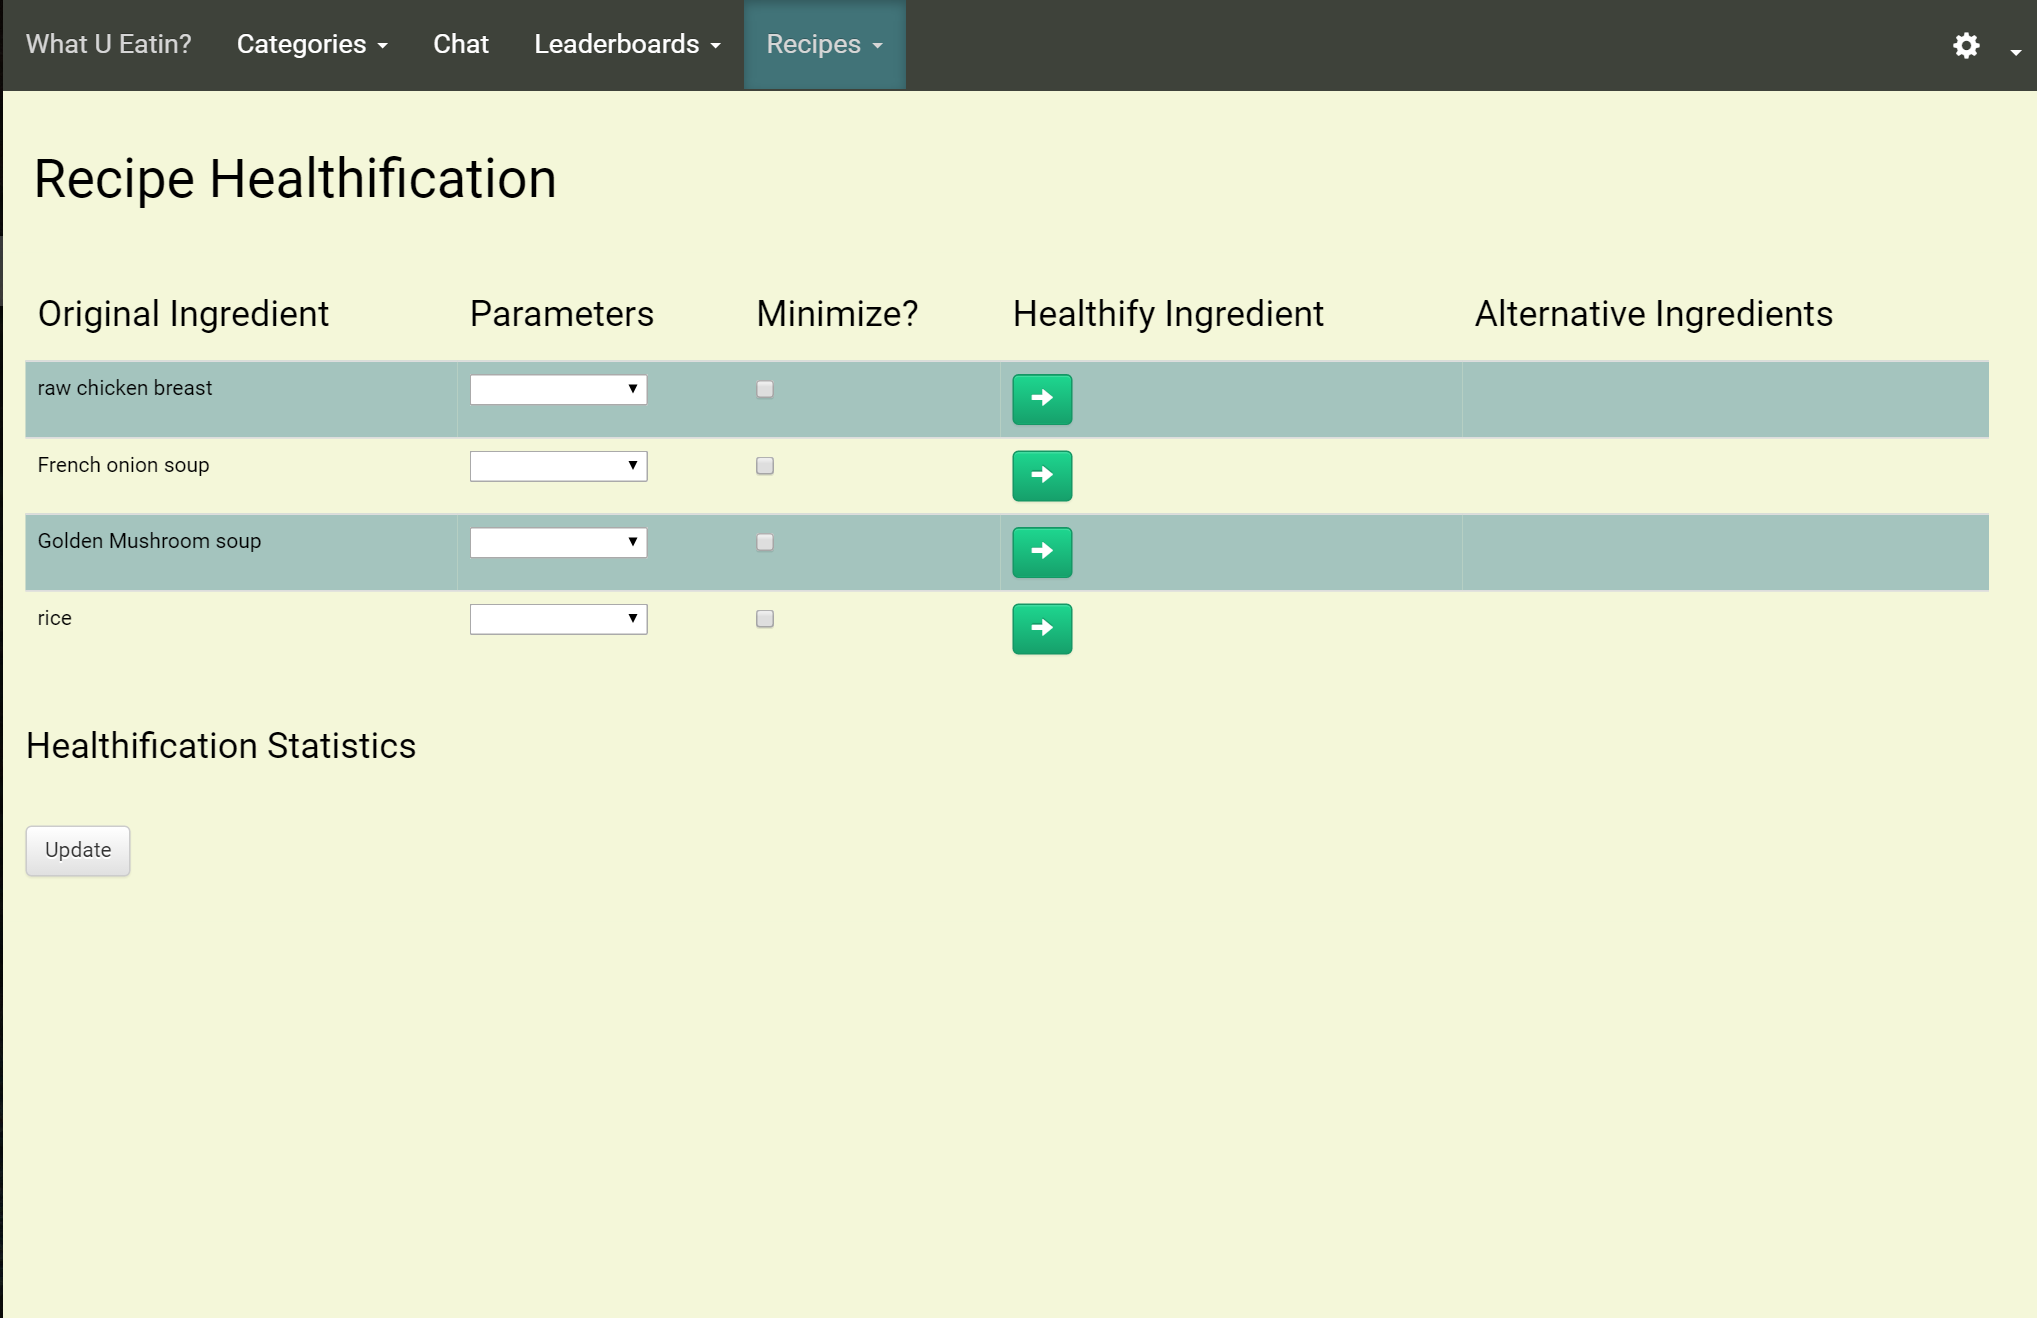 What U Eatin? Categories Chat Leaderboards Recipes
Recipe Healthification
Original Ingredient Parameters Minimize? Healthify Ingredient Alternative Ingredients
raw chicken breast
French onion soup
Golden Mushroom soup
rice
Healthification Statistics
Update